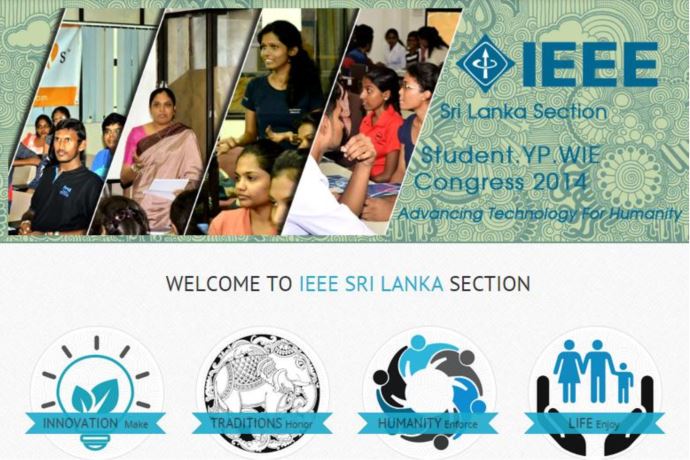 IEEE
Sri Lanka Section
Student.YP.WIE
Congress 2014
Advancing Technology For Humanity
WELCOME TO IEEE SRI LANKA SECTION
INNOVATION Make
TRADITIONS Honor
HUMANITY Enforce
LIFE Enjoy